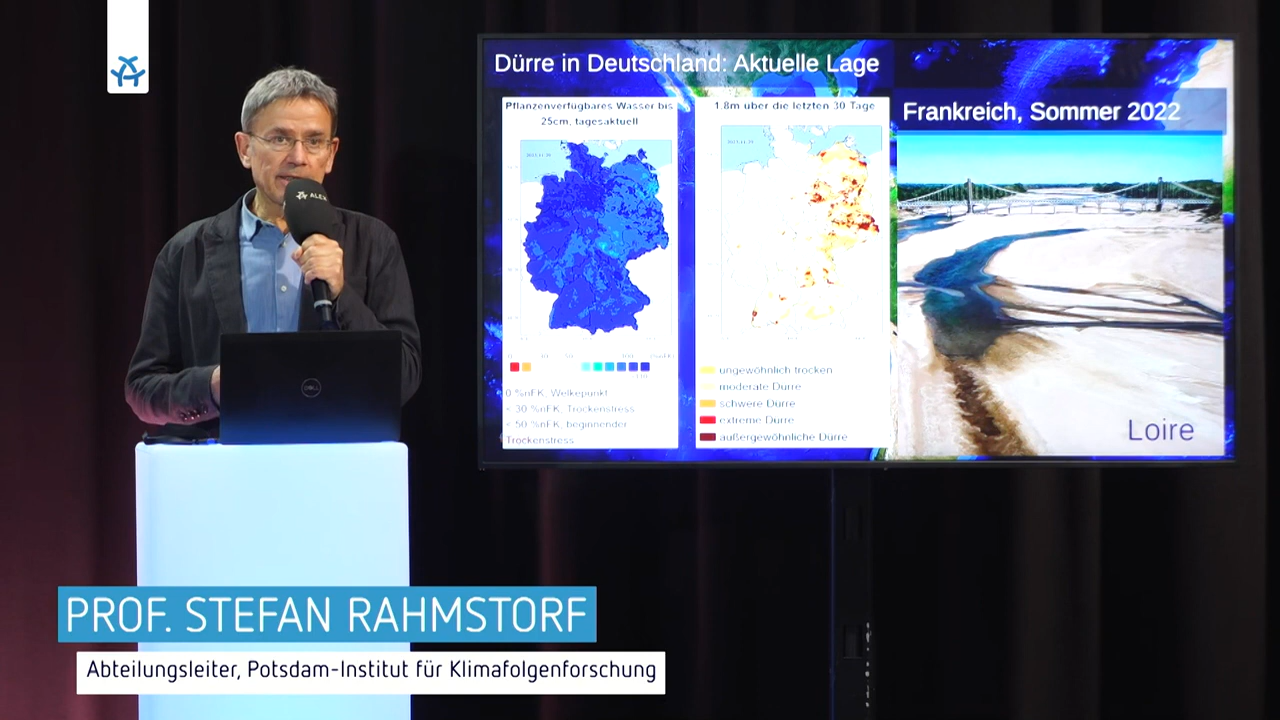 ALEX
DELL
Dürre in Deutschland: Aktuelle Lage
Pflanzenverfügbares Wasser bis
25cm, tagesaktuell
0 %nFK, Welkepunkt
< 30 %nFK, Trockenstress
< 50 %nFK, beginnender
Trockenstress
1.8m über die letzten 30 Tage
ungewöhnlich trocken
moderate Dürre
schwere Dürre
extreme Dürre
außergewöhnliche Dürre
Frankreich, Sommer 2022
Loire
PROF. STEFAN RAHMSTORF
Abteilungsleiter, Potsdam-Institut für Klimafolgenforschung